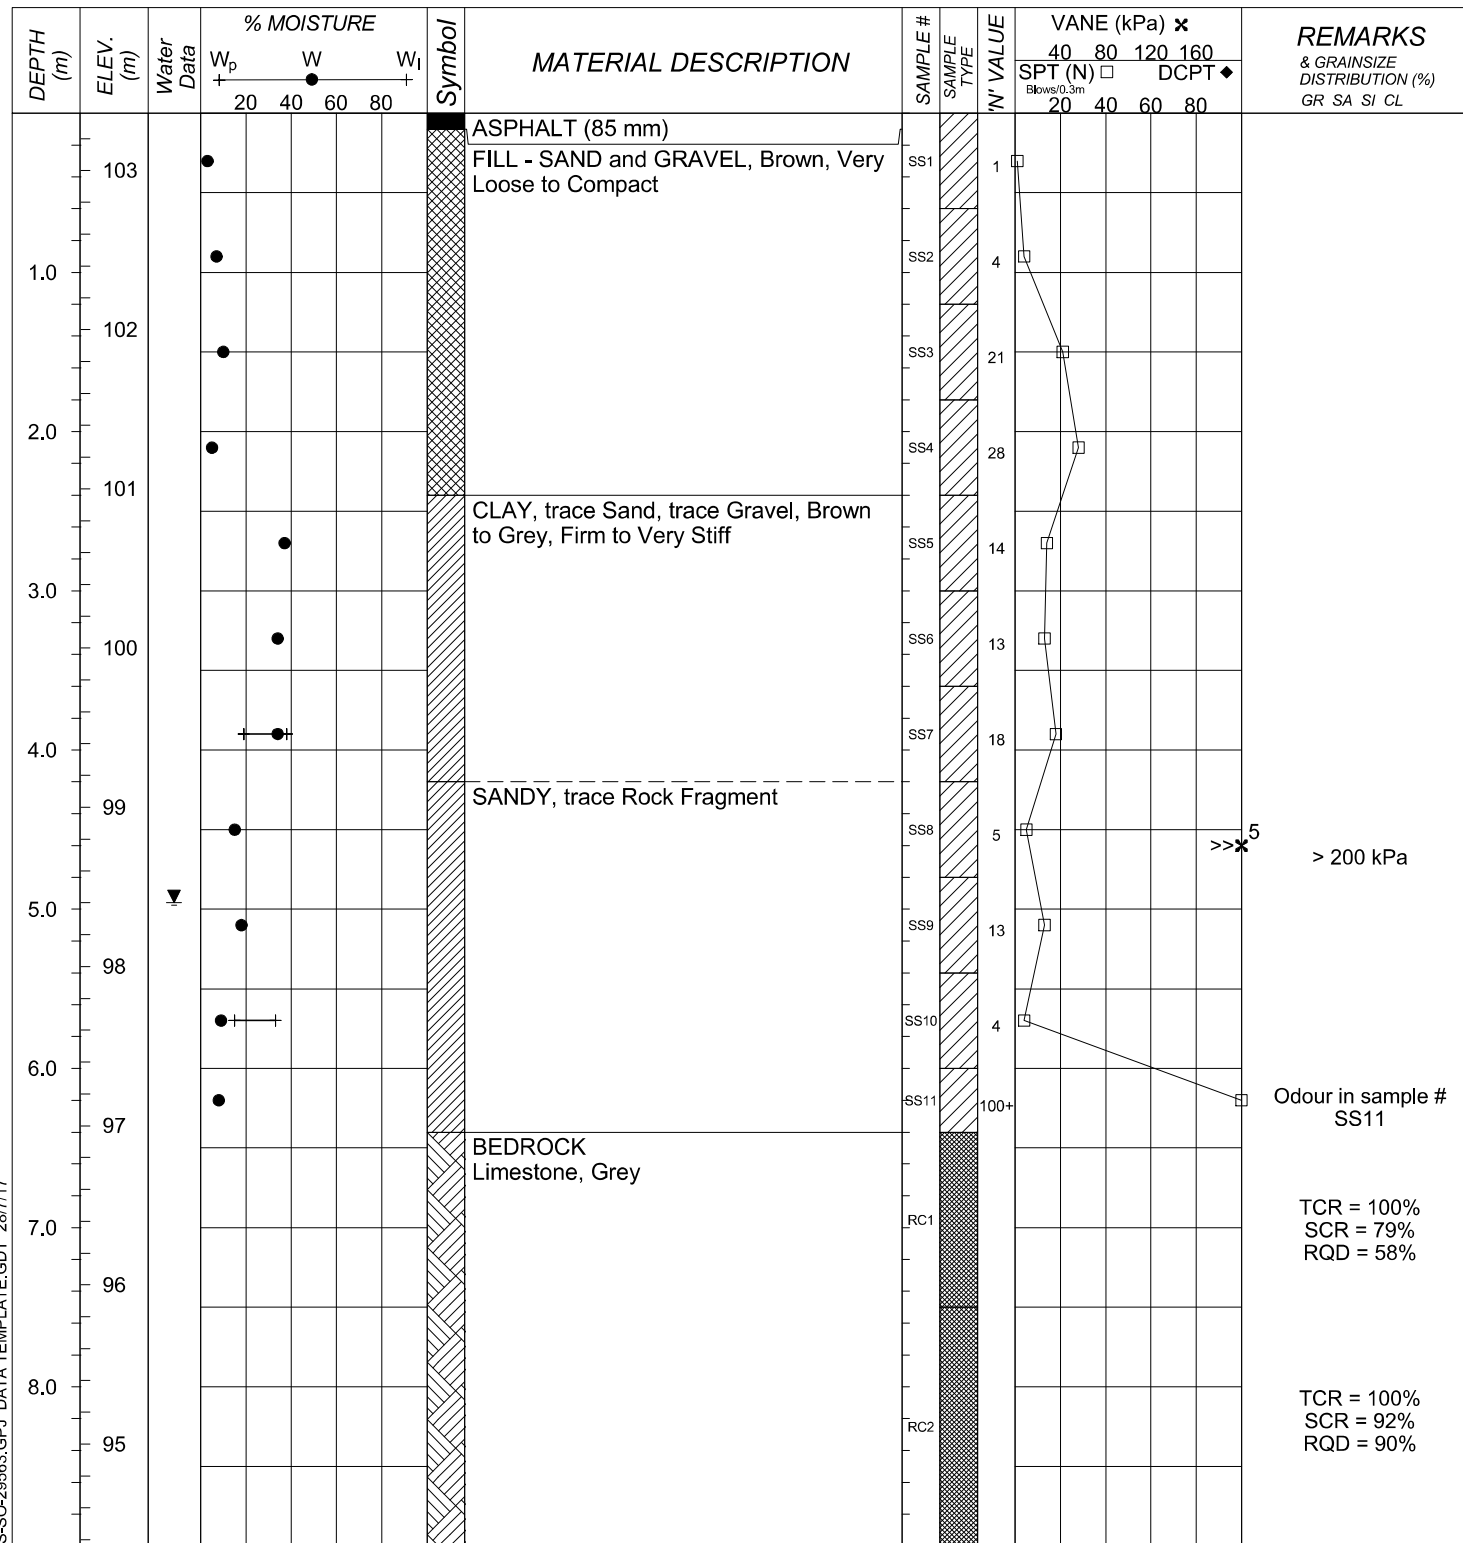 DEPTH (m)
ELEV. (m)
Water Data
% MOISTURE
Wp W Wl
20 40 60 80
Symbol
MATERIAL DESCRIPTION
SAMPLE #
SAMPLE TYPE
'N' VALUE
VANE (kPa)
40 80 120 160
SPT (N) DCPT
Blows/0.3m
20 40 60 80
REMARKS
& GRAINSIZE
DISTRIBUTION (%)
GR SA SI CL
ASPHALT (85 mm)
FILL - SAND and GRAVEL, Brown, Very
Loose to Compact
103
SS1
1
SS2
4
1.0
102
SS3
21
2.0
SS4
28
101
CLAY, trace Sand, trace Gravel, Brown
to Grey, Firm to Very Stiff
SS5
14
3.0
100
SS6
13
SS7
18
4.0
SANDY, trace Rock Fragment
99
SS8
5
5
>>
> 200 kPa
5.0
SS9
13
98
SS10
4
6.0
SS11
100+
Odour in sample #
SS11
97
BEDROCK
Limestone, Grey
RC1
7.0
TCR = 100%
SCR = 79%
RQD = 58%
96
8.0
RC2
TCR = 100%
SCR = 92%
RQD = 90%
95
DATA TEMPLATE.GDT